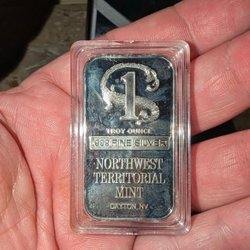 1
TROY OUNCE
.999 FINE SILVER
NORTHWEST
TERRITORIAL
MINT
DAYTON, NV